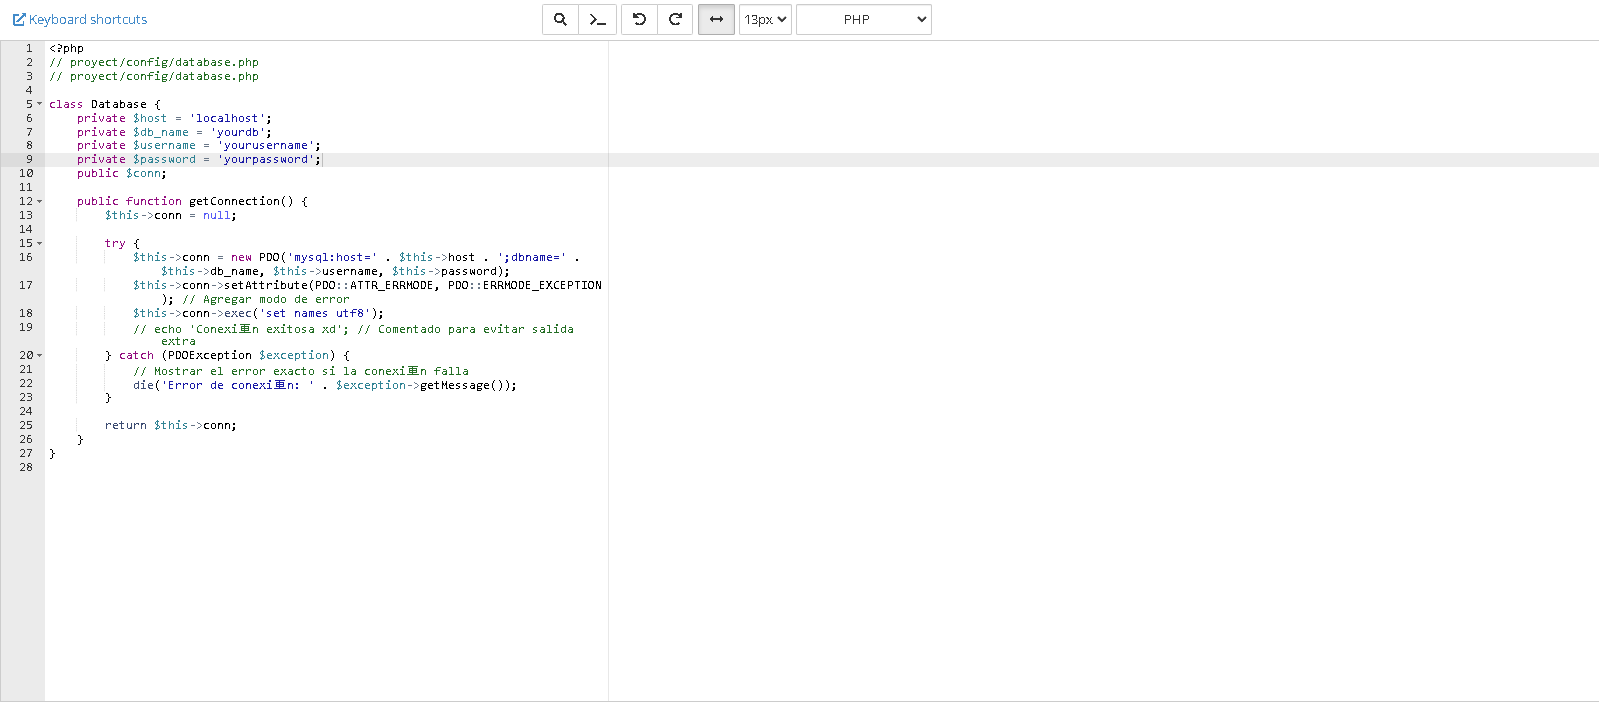 Keyboard shortcuts
13px
PHP
1 <?php
2 // proyect/config/database.php
3 // proyect/config/database.php
4
5 class Database {
6 private $host = 'localhost';
7 private $db_name = 'yourdb';
8 private $username = 'yourusername';
9 private $password = 'yourpassword';
10 public $conn;
11
12 public function getConnection() {
13 $this->conn = null;
14
15 try {
16 $this->conn = new PDO('mysql:host=' . $this->host . ';dbname=' .
$this->db_name, $this->username, $this->password);
17 $this->conn->setAttribute(PDO::ATTR_ERRMODE, PDO::ERRMODE_EXCEPTION
); // Agregar modo de error
18 $this->conn->exec('set names utf8');
19 // echo 'Conexi重n exitosa xd'; // Comentado para evitar salida
extra
20 } catch (PDOException $exception) {
21 // Mostrar el error exacto si la conexi重n falla
22 die('Error de conexi重n: ' . $exception->getMessage());
23 }
24
25 return $this->conn;
26 }
27 }
28